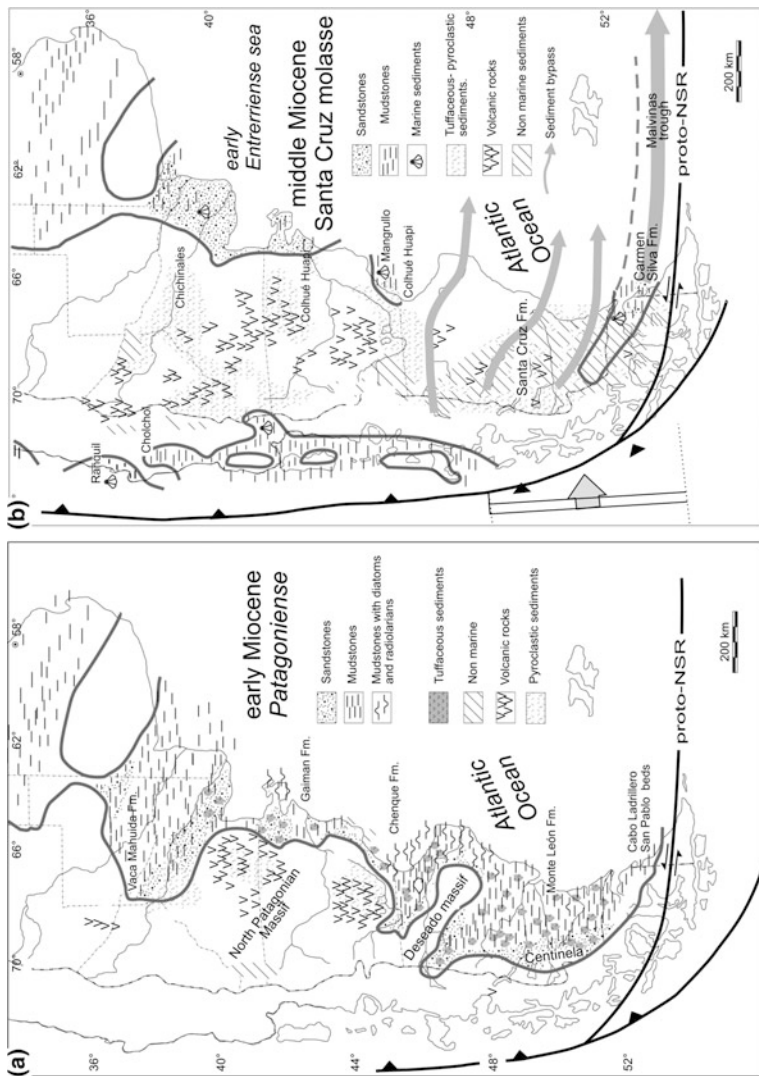 (a)
early Miocene
Patagoniense
Sandstones
Mudstones
Mudstones with diatoms
and radiolarians
Tuffaceous sediments
Non marine
Volcanic rocks
Pyroclastic sediments
36°
40°
44°
48°
52°
70°
66°
62°
58°
Vaca Mahuida Fm.
North Patagonian
Massif
Gaiman Fm.
Chenque Fm.
Deseado massif
Atlantic
Ocean
Monte León Fm.
Centinela
Cabo Ladrillero
San Pablo beds
proto-NSR
200 km
(b)
early
Entrerriense sea
middle Miocene
Santa Cruz molasse
Sandstones
Mudstones
Marine sediments
Tuffaceous- pyroclastic
sediments.
Volcanic rocks
Non marine sediments
Sediment bypass
36°
40°
48°
52°
70°
66°
62°
58°
Ranquil
Cholchol
Chichinales
Colhué Huapi
Mangrullo
Colhué Huapi
Atlantic
Ocean
Santa Cruz Fm.
Carmen
Silva Fm.
Malvinas
trough
proto-NSR
200 km